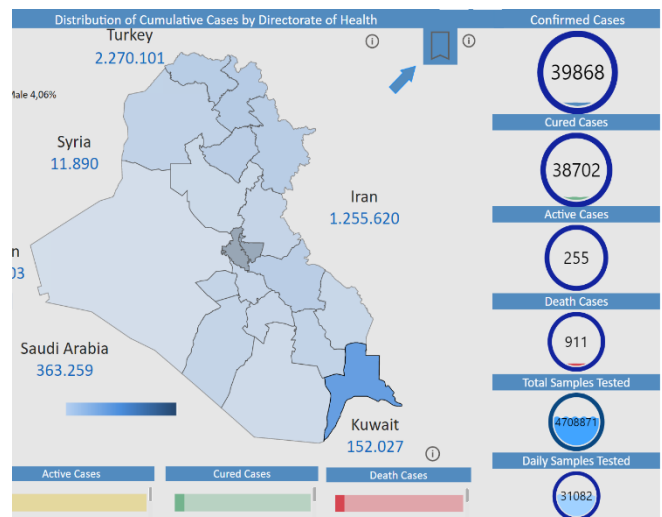 Distribution of Cumulative Cases by Directorate of Health
Confirmed Cases
Turkey
2.270.101
39868
Male 4,06%
Cured Cases
Syria
11.890
38702
Iran
1.255.620
Active Cases
n
03
255
Death Cases
Saudi Arabia
363.259
911
Total Samples Tested
4708871
Kuwait
152.027
Daily Samples Tested
Active Cases
Cured Cases
Death Cases
31082